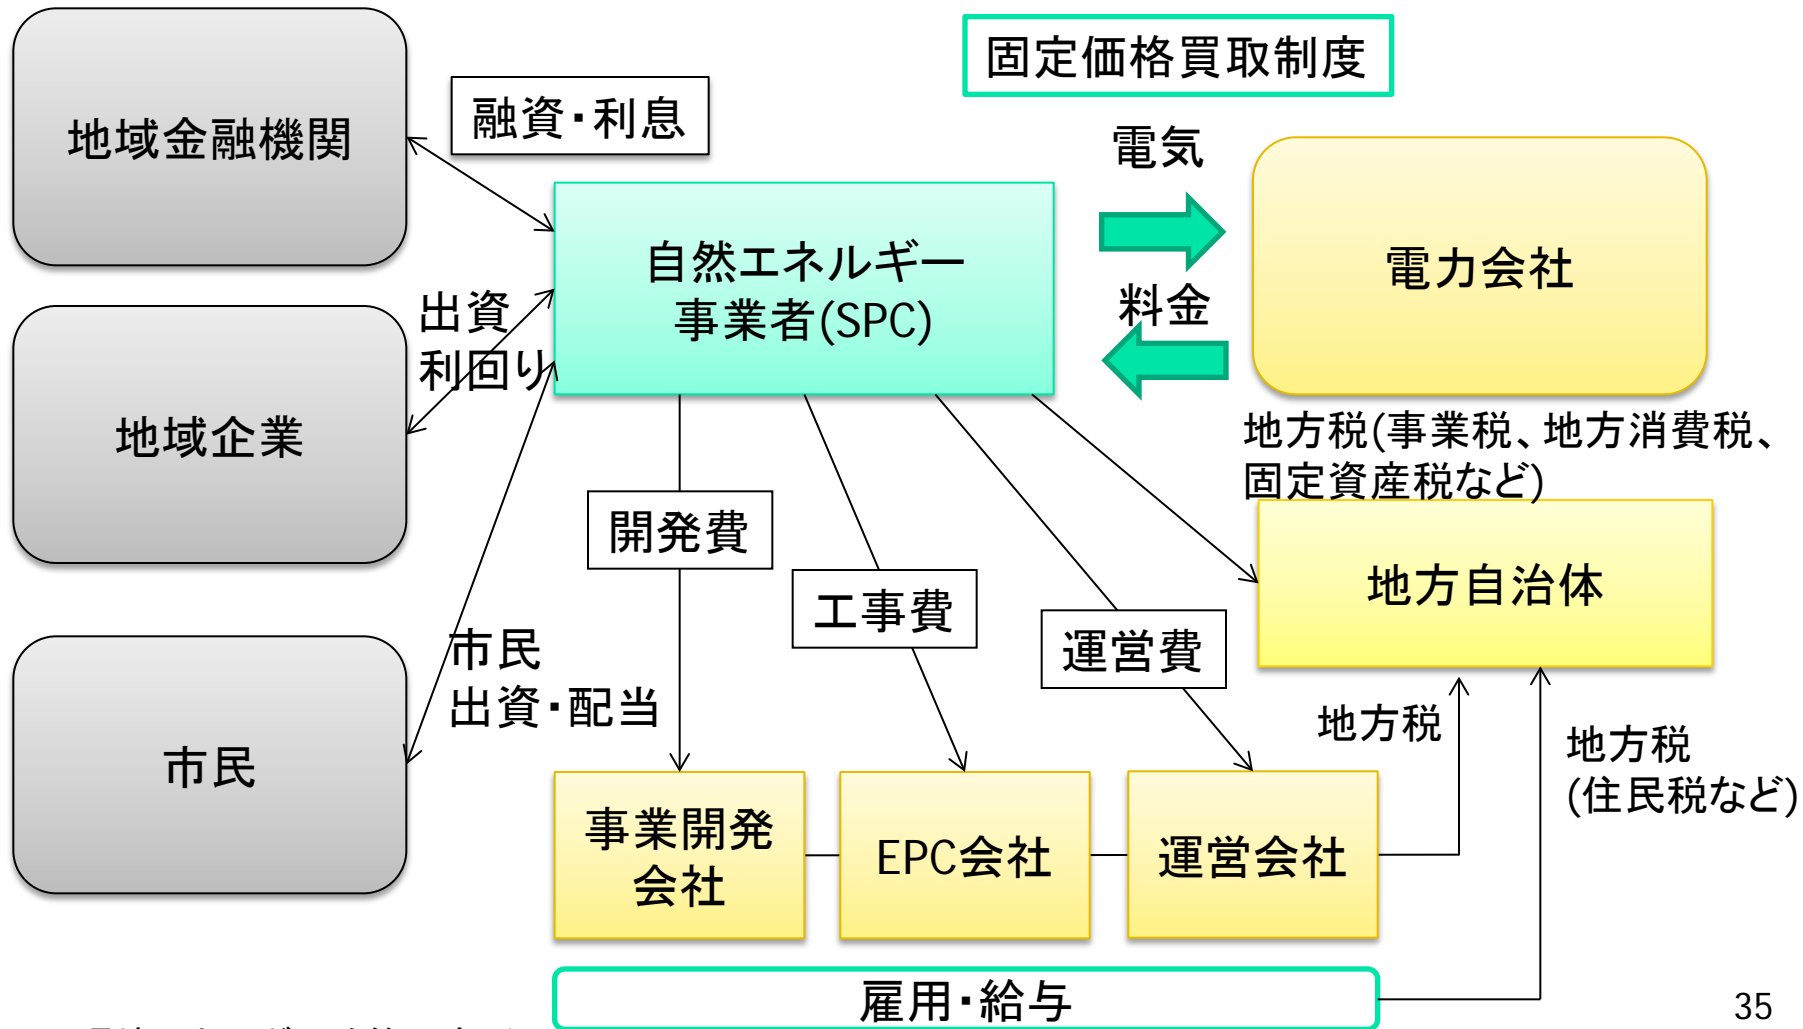 固定価格買取制度
地域金融機関
融資・利息
電気
自然エネルギー
事業者(SPC)
電力会社
料金
出資
利回り
地域企業
地方税(事業税、地方消費税、
固定資産税など)
開発費
工事費
運営費
地方自治体
市民
出資・配当
市民
地方税
地方税
(住民税など)
事業開発
会社
EPC会社
運営会社
雇用・給与
35